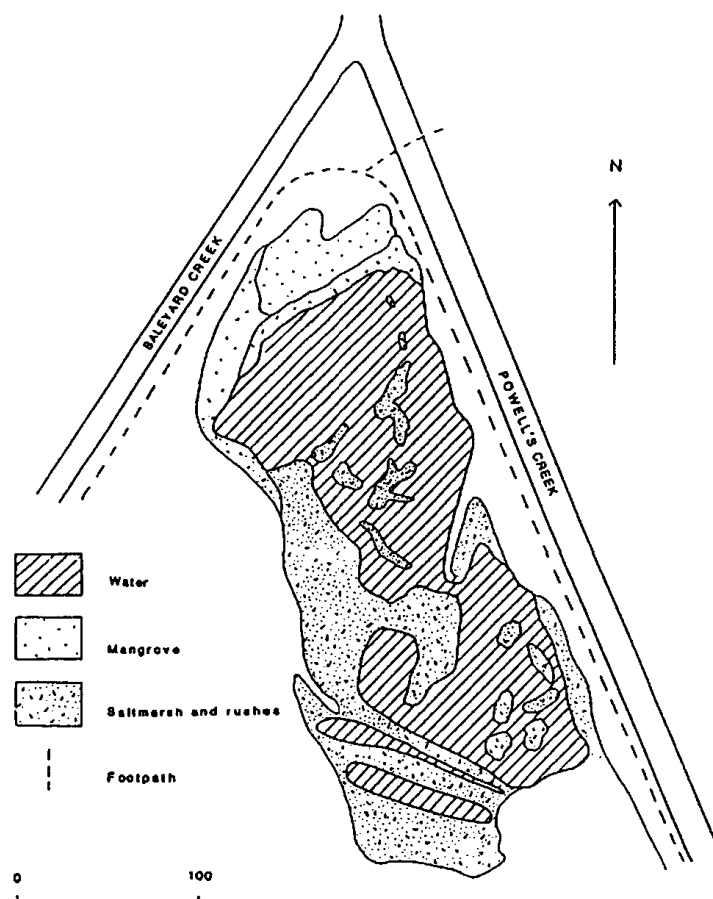 N
BALEYARD CREEK
POWELL'S CREEK
Water
Mangrove
Saltmarsh and rushes
Footpath
0 100